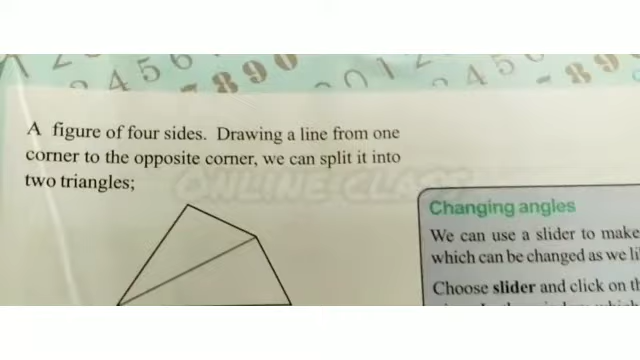 A figure of four sides. Drawing a line from one
corner to the opposite corner, we can split it into
two triangles;
ONLINE CLASS
Changing angles
We can use a slider to make
which can be changed as we li
Choose slider and click on th